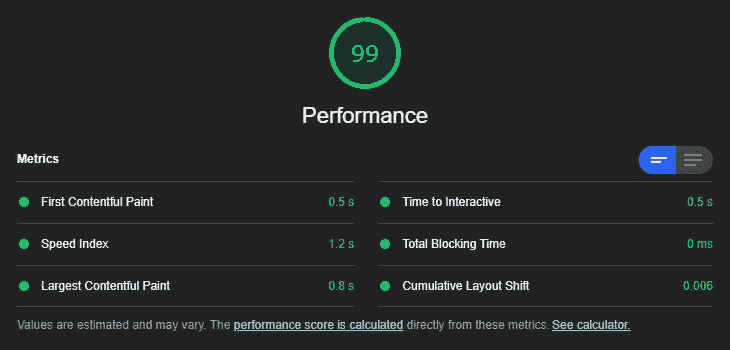 99
Performance
Metrics
First Contentful Paint 0.5 s
Time to Interactive 0.5 s
Speed Index 1.2 s
Total Blocking Time 0 ms
Largest Contentful Paint 0.8 s
Cumulative Layout Shift 0.006
Values are estimated and may vary. The performance score is calculated directly from these metrics. See calculator.